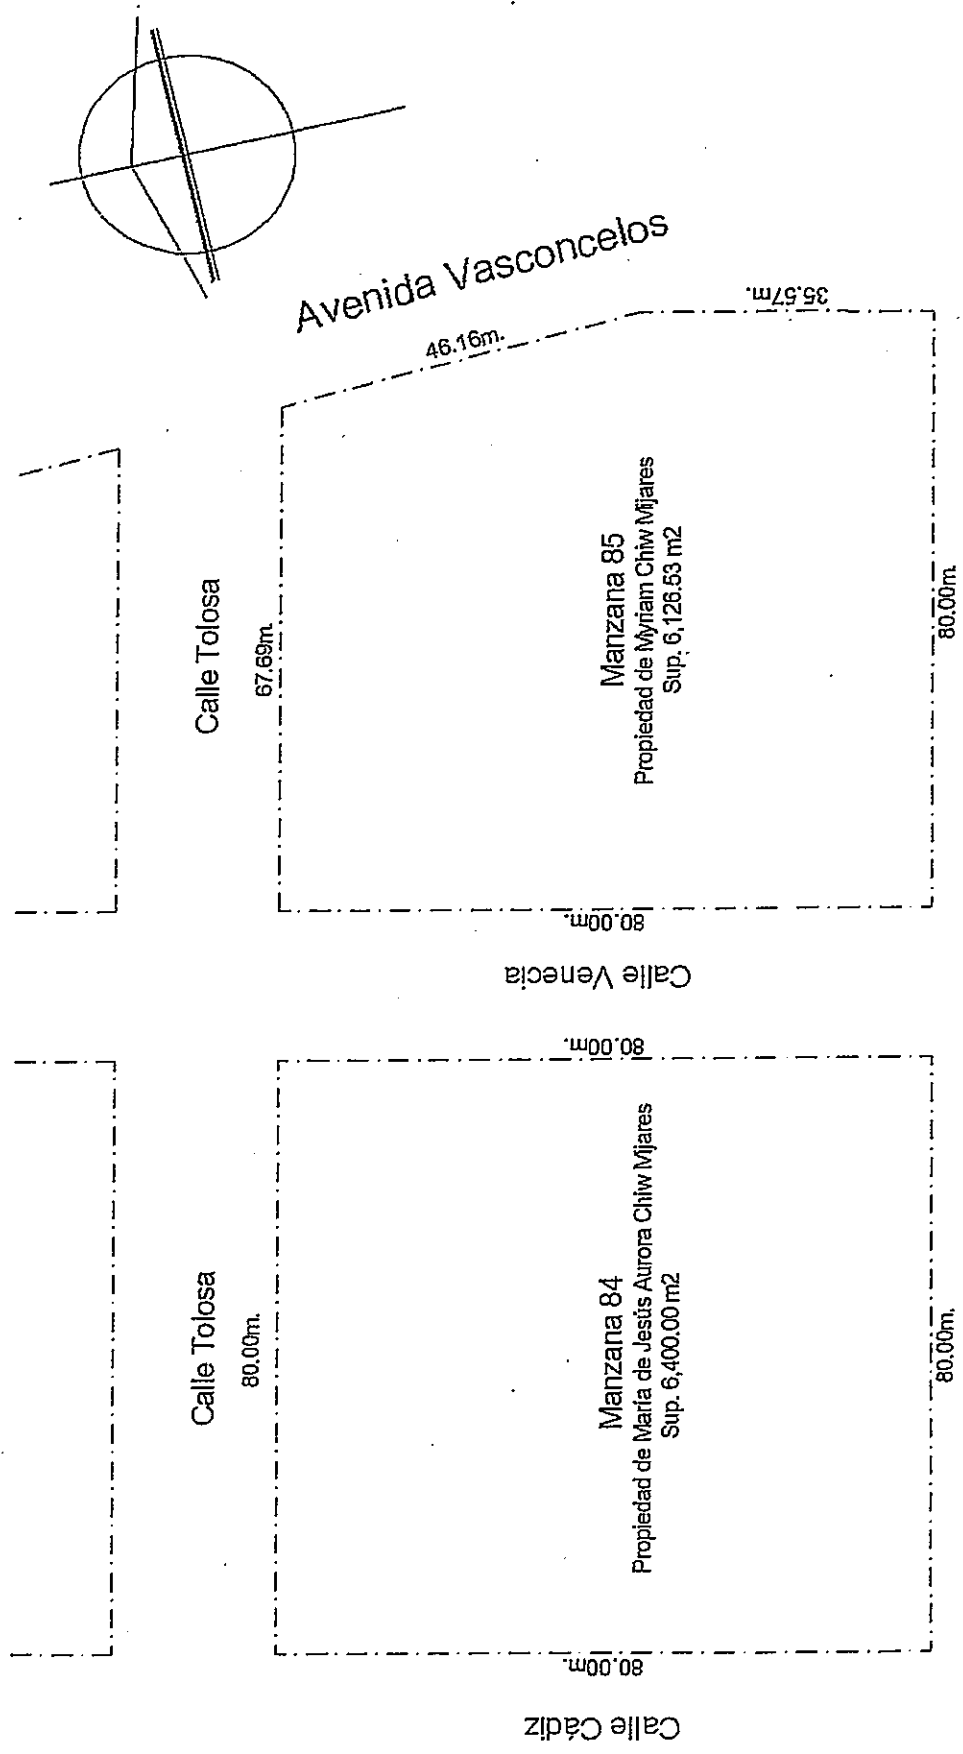 Avenida Vasconcelos
46.16m.
35.57m.
Calle Tolosa
67.69m.
Manzana 85
Propiedad de Myriam Chiw Mijares
Sup. 6,126.53 m2
80.00m.
80.00m.
Calle Venecia
80.00m.
Calle Tolosa
80.00m.
Manzana 84
Propiedad de María de Jesús Aurora Chiw Mijares
Sup. 6,400.00 m2
80.00m.
80.00m.
Calle Cádiz